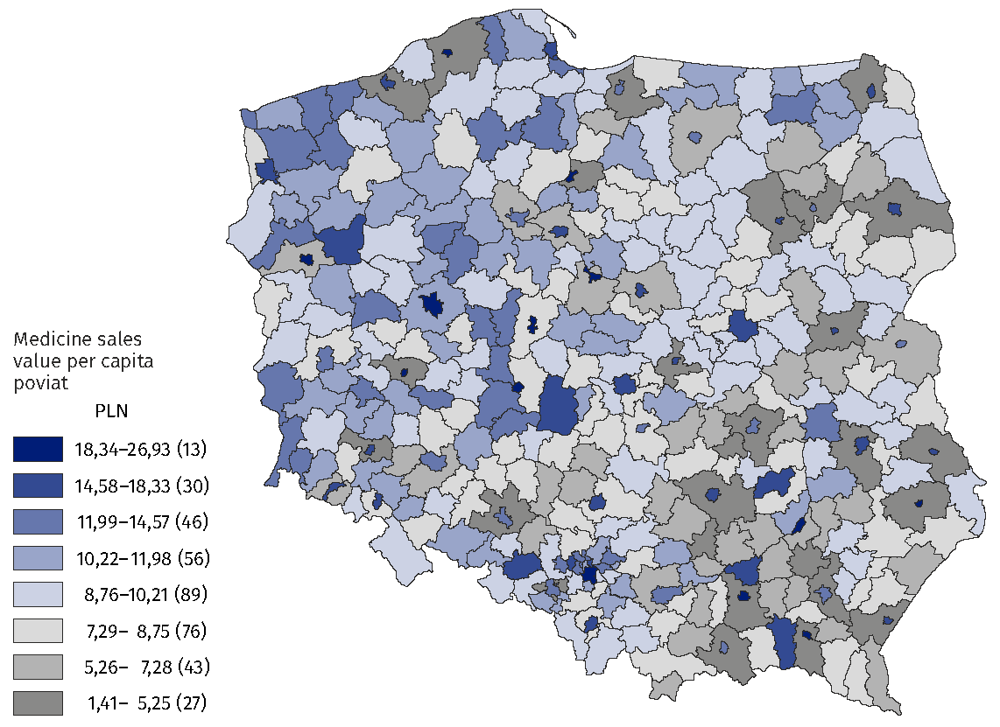 Medicine sales
value per capita
poviat
PLN
18,34–26,93 (13)
14,58–18,33 (30)
11,99–14,57 (46)
10,22–11,98 (56)
8,76–10,21 (89)
7,29– 8,75 (76)
5,26– 7,28 (43)
1,41– 5,25 (27)